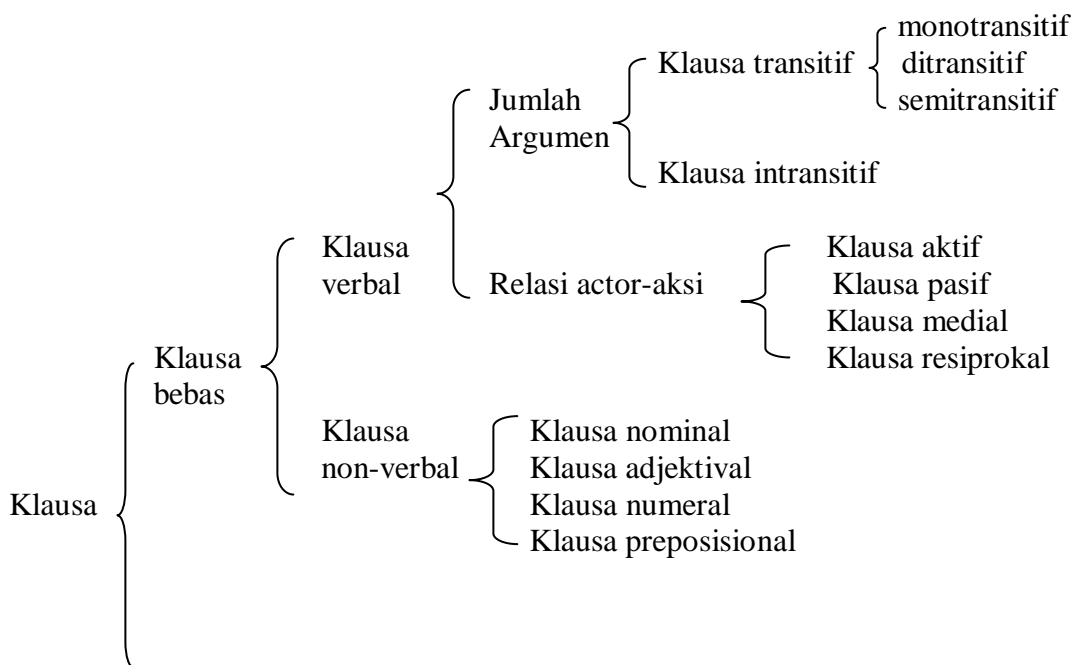 monotransitif
Klausa transitif
ditransitif
semitransitif
Jumlah
Argumen
Klausa intransitif
Klausa
verbal
Relasi actor-aksi
Klausa aktif
Klausa pasif
Klausa medial
Klausa resiprokal
Klausa
bebas
Klausa
non-verbal
Klausa nominal
Klausa adjektival
Klausa numeral
Klausa preposisional
Klausa